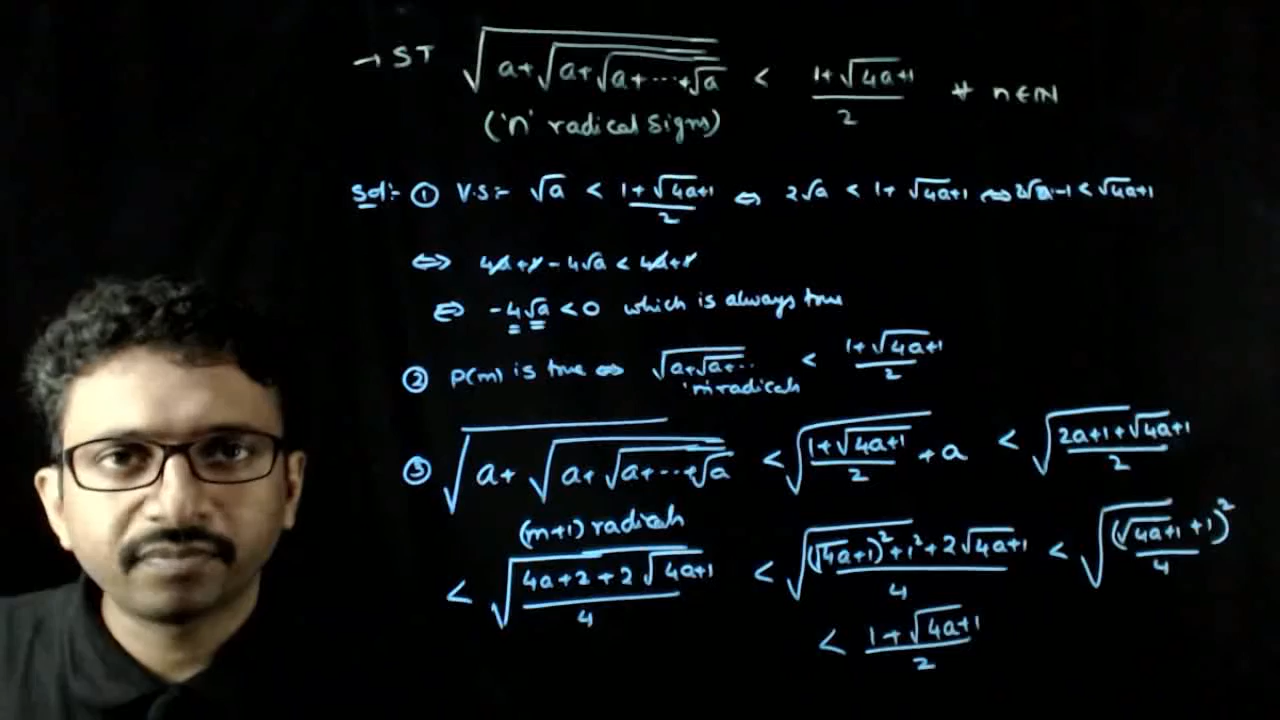 → ST √(a+√(a+√(a+⋯+√a))) < (1+√(4a+1))/2 ∀ n∈ℕ
('n' radical signs)
Sol:- ① V.S:- √a < (1+√(4a+1))/2 ⇔ 2√a < 1+√(4a+1) ⇔ 2√a-1 < √(4a+1)
⇔ 4a+1-4√a < 4a+1
⇔ -4√a < 0 which is always true
② P(m) is true ⇔ √(a+√(a+⋯ < (1+√(4a+1))/2
'm' radicals
③ √(a+√(a+√(a+⋯+√a))) < √((1+√(4a+1))/2 + a) < √((2a+1+√(4a+1))/2)
(m+1) radicals
< √((4a+2+2√(4a+1))/4) < √(((√(4a+1))²+1²+2√(4a+1))/4) < √((√(4a+1)+1)²/4)
< (1+√(4a+1))/2